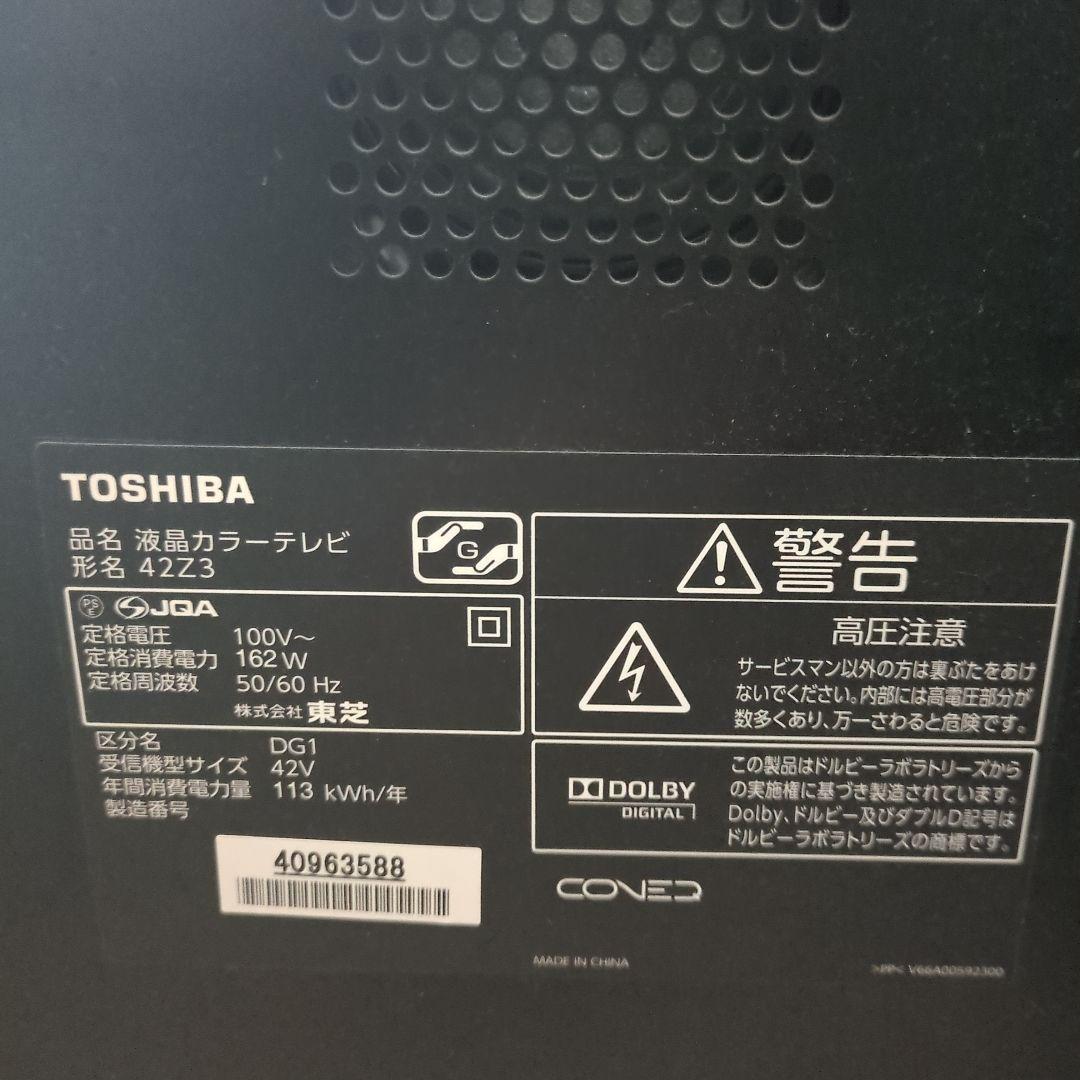 TOSHIBA
品名 液晶カラーテレビ
形名 42Z3
G
PS
E
JQA
定格電圧 100V～
定格消費電力 162W
定格周波数 50/60 Hz
株式会社 東芝
区分名 DG1
受信機型サイズ 42V
年間消費電力量 113 kWh/年
製造番号
40963588
警告
高圧注意
サービスマン以外の方は裏ぶたをあけ
ないでください。内部には高電圧部分が
数多くあり、万一さわると危険です。
DOLBY
DIGITAL
この製品はドルビーラボラトリーズから
の実施権に基づき製造されています。
Dolby、ドルビー及びダブルD記号は
ドルビーラボラトリーズの商標です。
CONEQ
MADE IN CHINA
>PP< V66A00592300